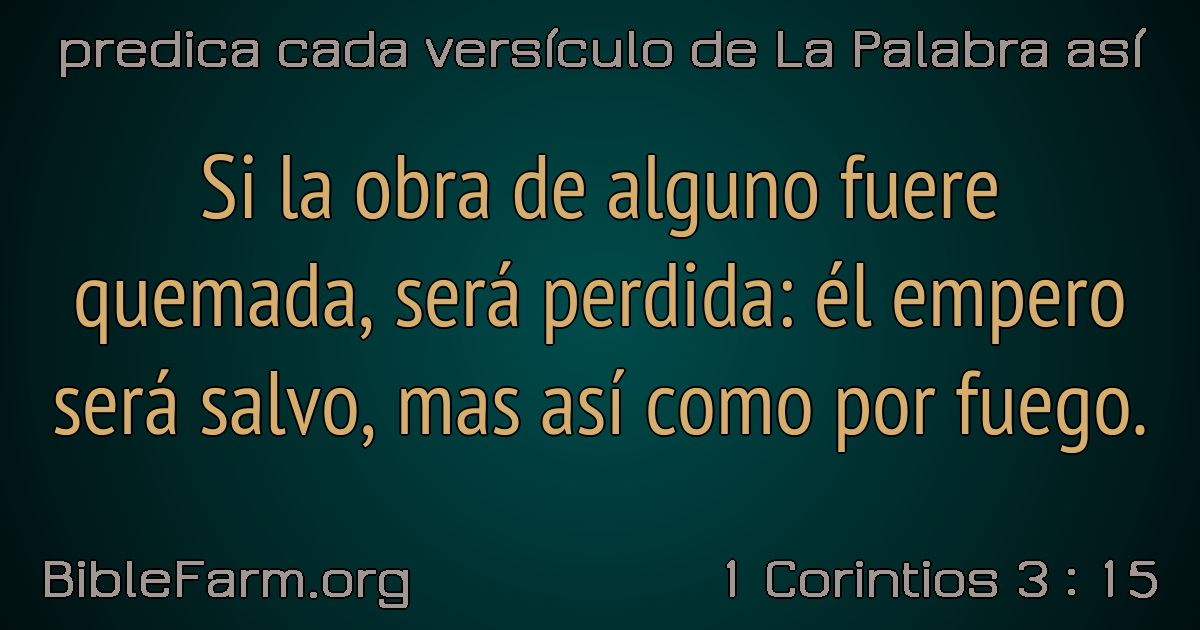 predica cada versículo de La Palabra así
Si la obra de alguno fuere
quemada, será perdida: él empero
será salvo, mas así como por fuego.
BibleFarm.org
1 Corintios 3 : 15